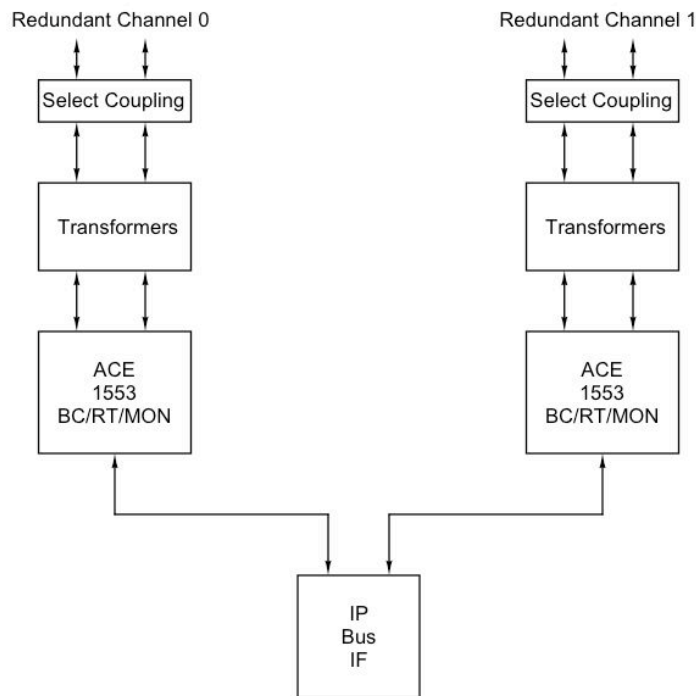 Redundant Channel 0
Redundant Channel 1
Select Coupling
Select Coupling
Transformers
Transformers
ACE
1553
BC/RT/MON
ACE
1553
BC/RT/MON
IP
Bus
IF